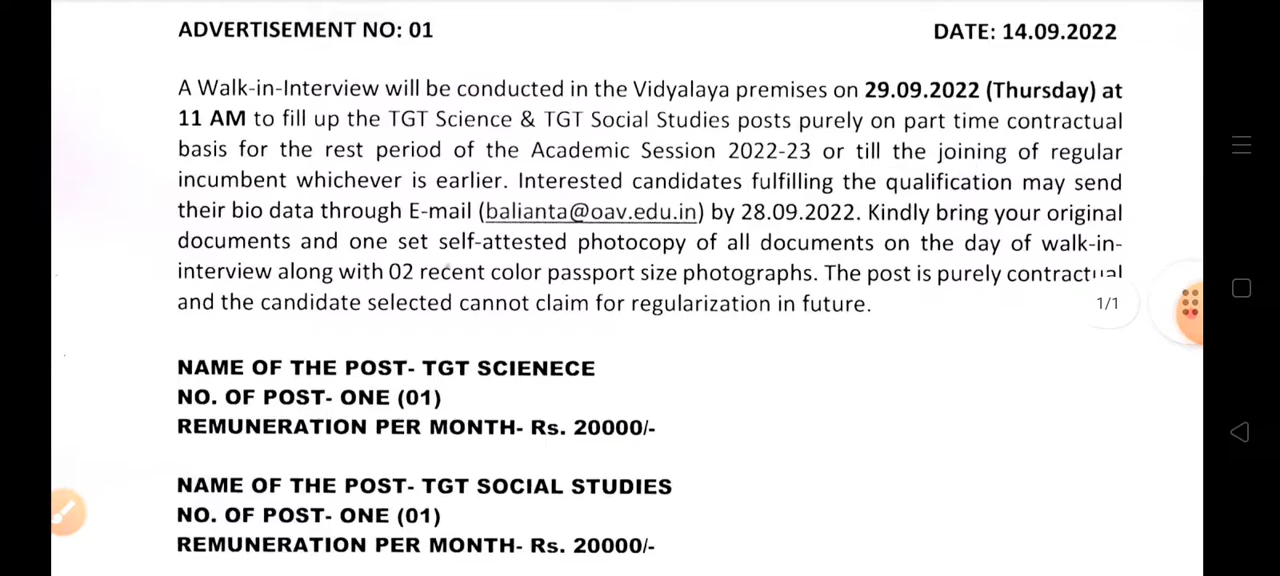 ADVERTISEMENT NO: 01 DATE: 14.09.2022
A Walk-in-Interview will be conducted in the Vidyalaya premises on 29.09.2022 (Thursday) at
11 AM to fill up the TGT Science & TGT Social Studies posts purely on part time contractual
basis for the rest period of the Academic Session 2022-23 or till the joining of regular
incumbent whichever is earlier. Interested candidates fulfilling the qualification may send
their bio data through E-mail (balianta@oav.edu.in) by 28.09.2022. Kindly bring your original
documents and one set self-attested photocopy of all documents on the day of walk-in-
interview along with 02 recent color passport size photographs. The post is purely contractual
and the candidate selected cannot claim for regularization in future.
1/1
NAME OF THE POST- TGT SCIENECE
NO. OF POST- ONE (01)
REMUNERATION PER MONTH- Rs. 20000/-
NAME OF THE POST- TGT SOCIAL STUDIES
NO. OF POST- ONE (01)
REMUNERATION PER MONTH- Rs. 20000/-